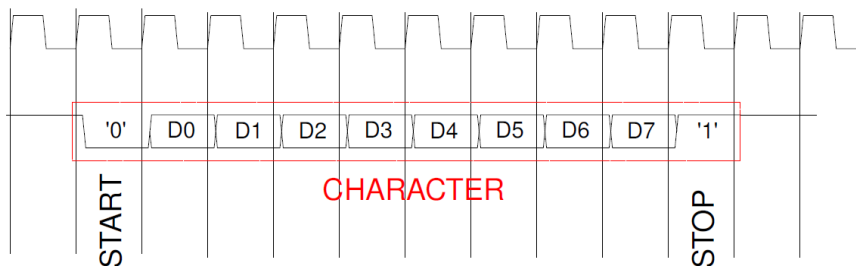 '0' D0 D1 D2 D3 D4 D5 D6 D7 '1'
START
CHARACTER
STOP